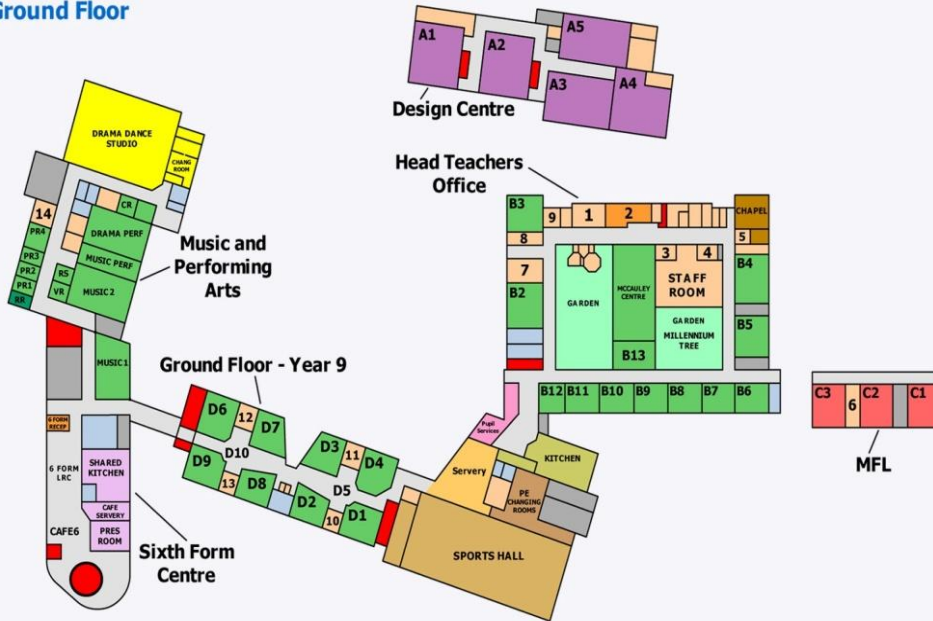 Ground Floor
A1
A2
A5
A3
A4
Design Centre
Head Teachers
Office
DRAMA DANCE
STUDIO
CHANG
ROOM
14
CR
PR4
PR3
PR2
PR1
RR
DRAMA PERF
MUSIC PERF
MUSIC 2
RS
VR
Music and
Performing
Arts
MUSIC1
B3
9
1
2
CHAPEL
8
5
7
B2
GARDEN
MCCAULEY
CENTRE
B13
3
4
STAFF
ROOM
GARDEN
MILLENNIUM
TREE
B4
B5
B12
B11
B10
B9
B8
B7
B6
C3
6
C2
C1
MFL
Ground Floor - Year 9
D6
12
D7
D10
D9
13
D8
D3
11
D4
D5
D2
10
D1
Pupil
Services
Servery
KITCHEN
PE
CHANGING
ROOMS
SPORTS HALL
6 FORM
RECEP
6 FORM
LRC
SHARED
KITCHEN
CAFE
SERVERY
PRES
ROOM
CAFE6
Sixth Form
Centre